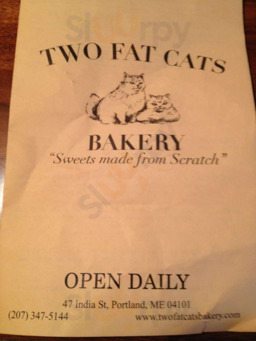 TWO FAT CATS
BAKERY
"Sweets made from Scratch"
OPEN DAILY
47 India St, Portland, ME 04101
(207) 347-5144 www.twofatcatsbakery.com